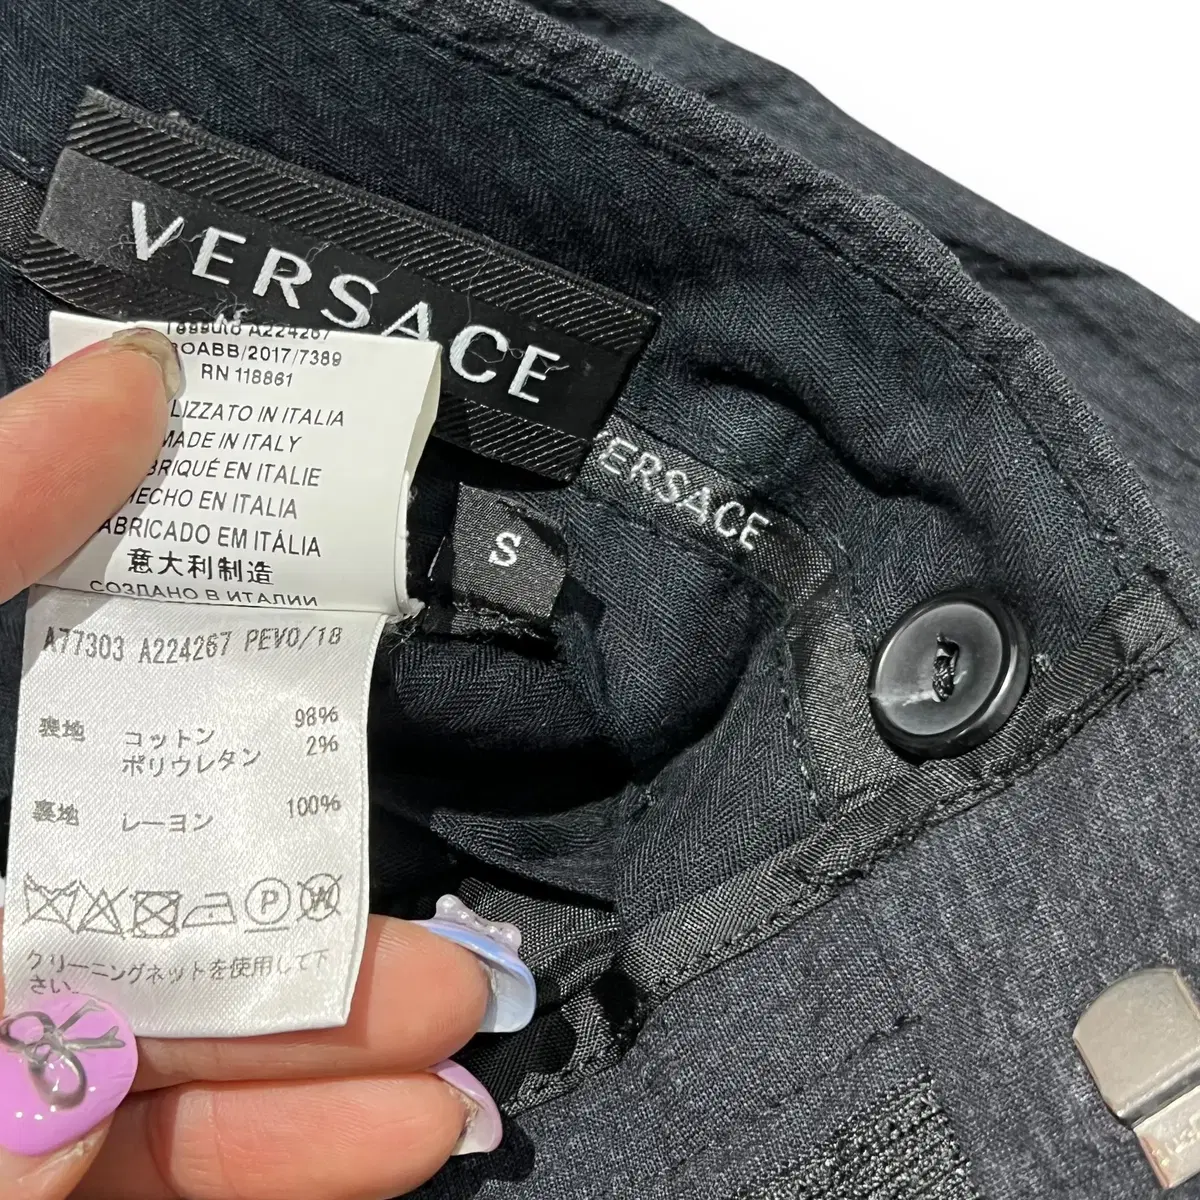 VERSACE
A224267
OABB/2017/7389
RN 118861
LIZZATO IN ITALIA
MADE IN ITALY
BRIQUÉ EN ITALIE
HECHO EN ITALIA
ABRICADO EM ITÁLIA
意大利制造
СОЗДАНО В ИТАЛИИ
VERSACE
S
A77303 A224267 PEV0/18
表地 コットン 98%
ポリウレタン 2%
裏地 レーヨン 100%
P W
クリーニングネットを使用して下
さい。